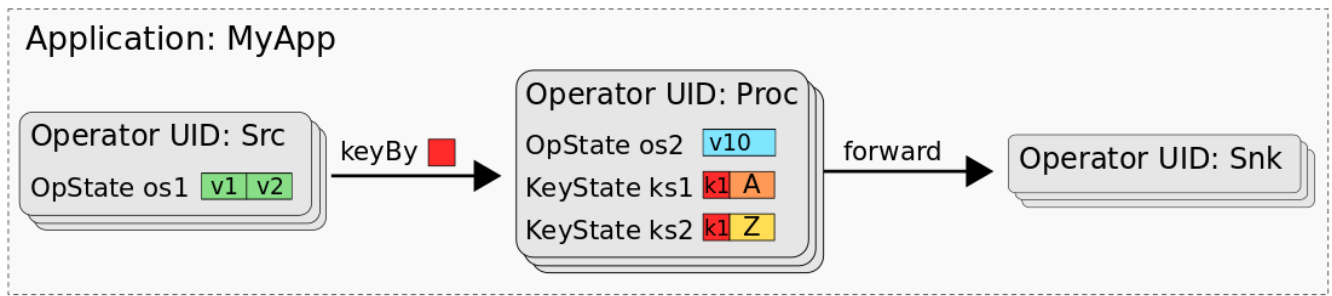 Application: MyApp
Operator UID: Src
OpState os1 v1 v2
keyBy
Operator UID: Proc
OpState os2 v10
KeyState ks1 k1 A
KeyState ks2 k1 Z
forward
Operator UID: Snk